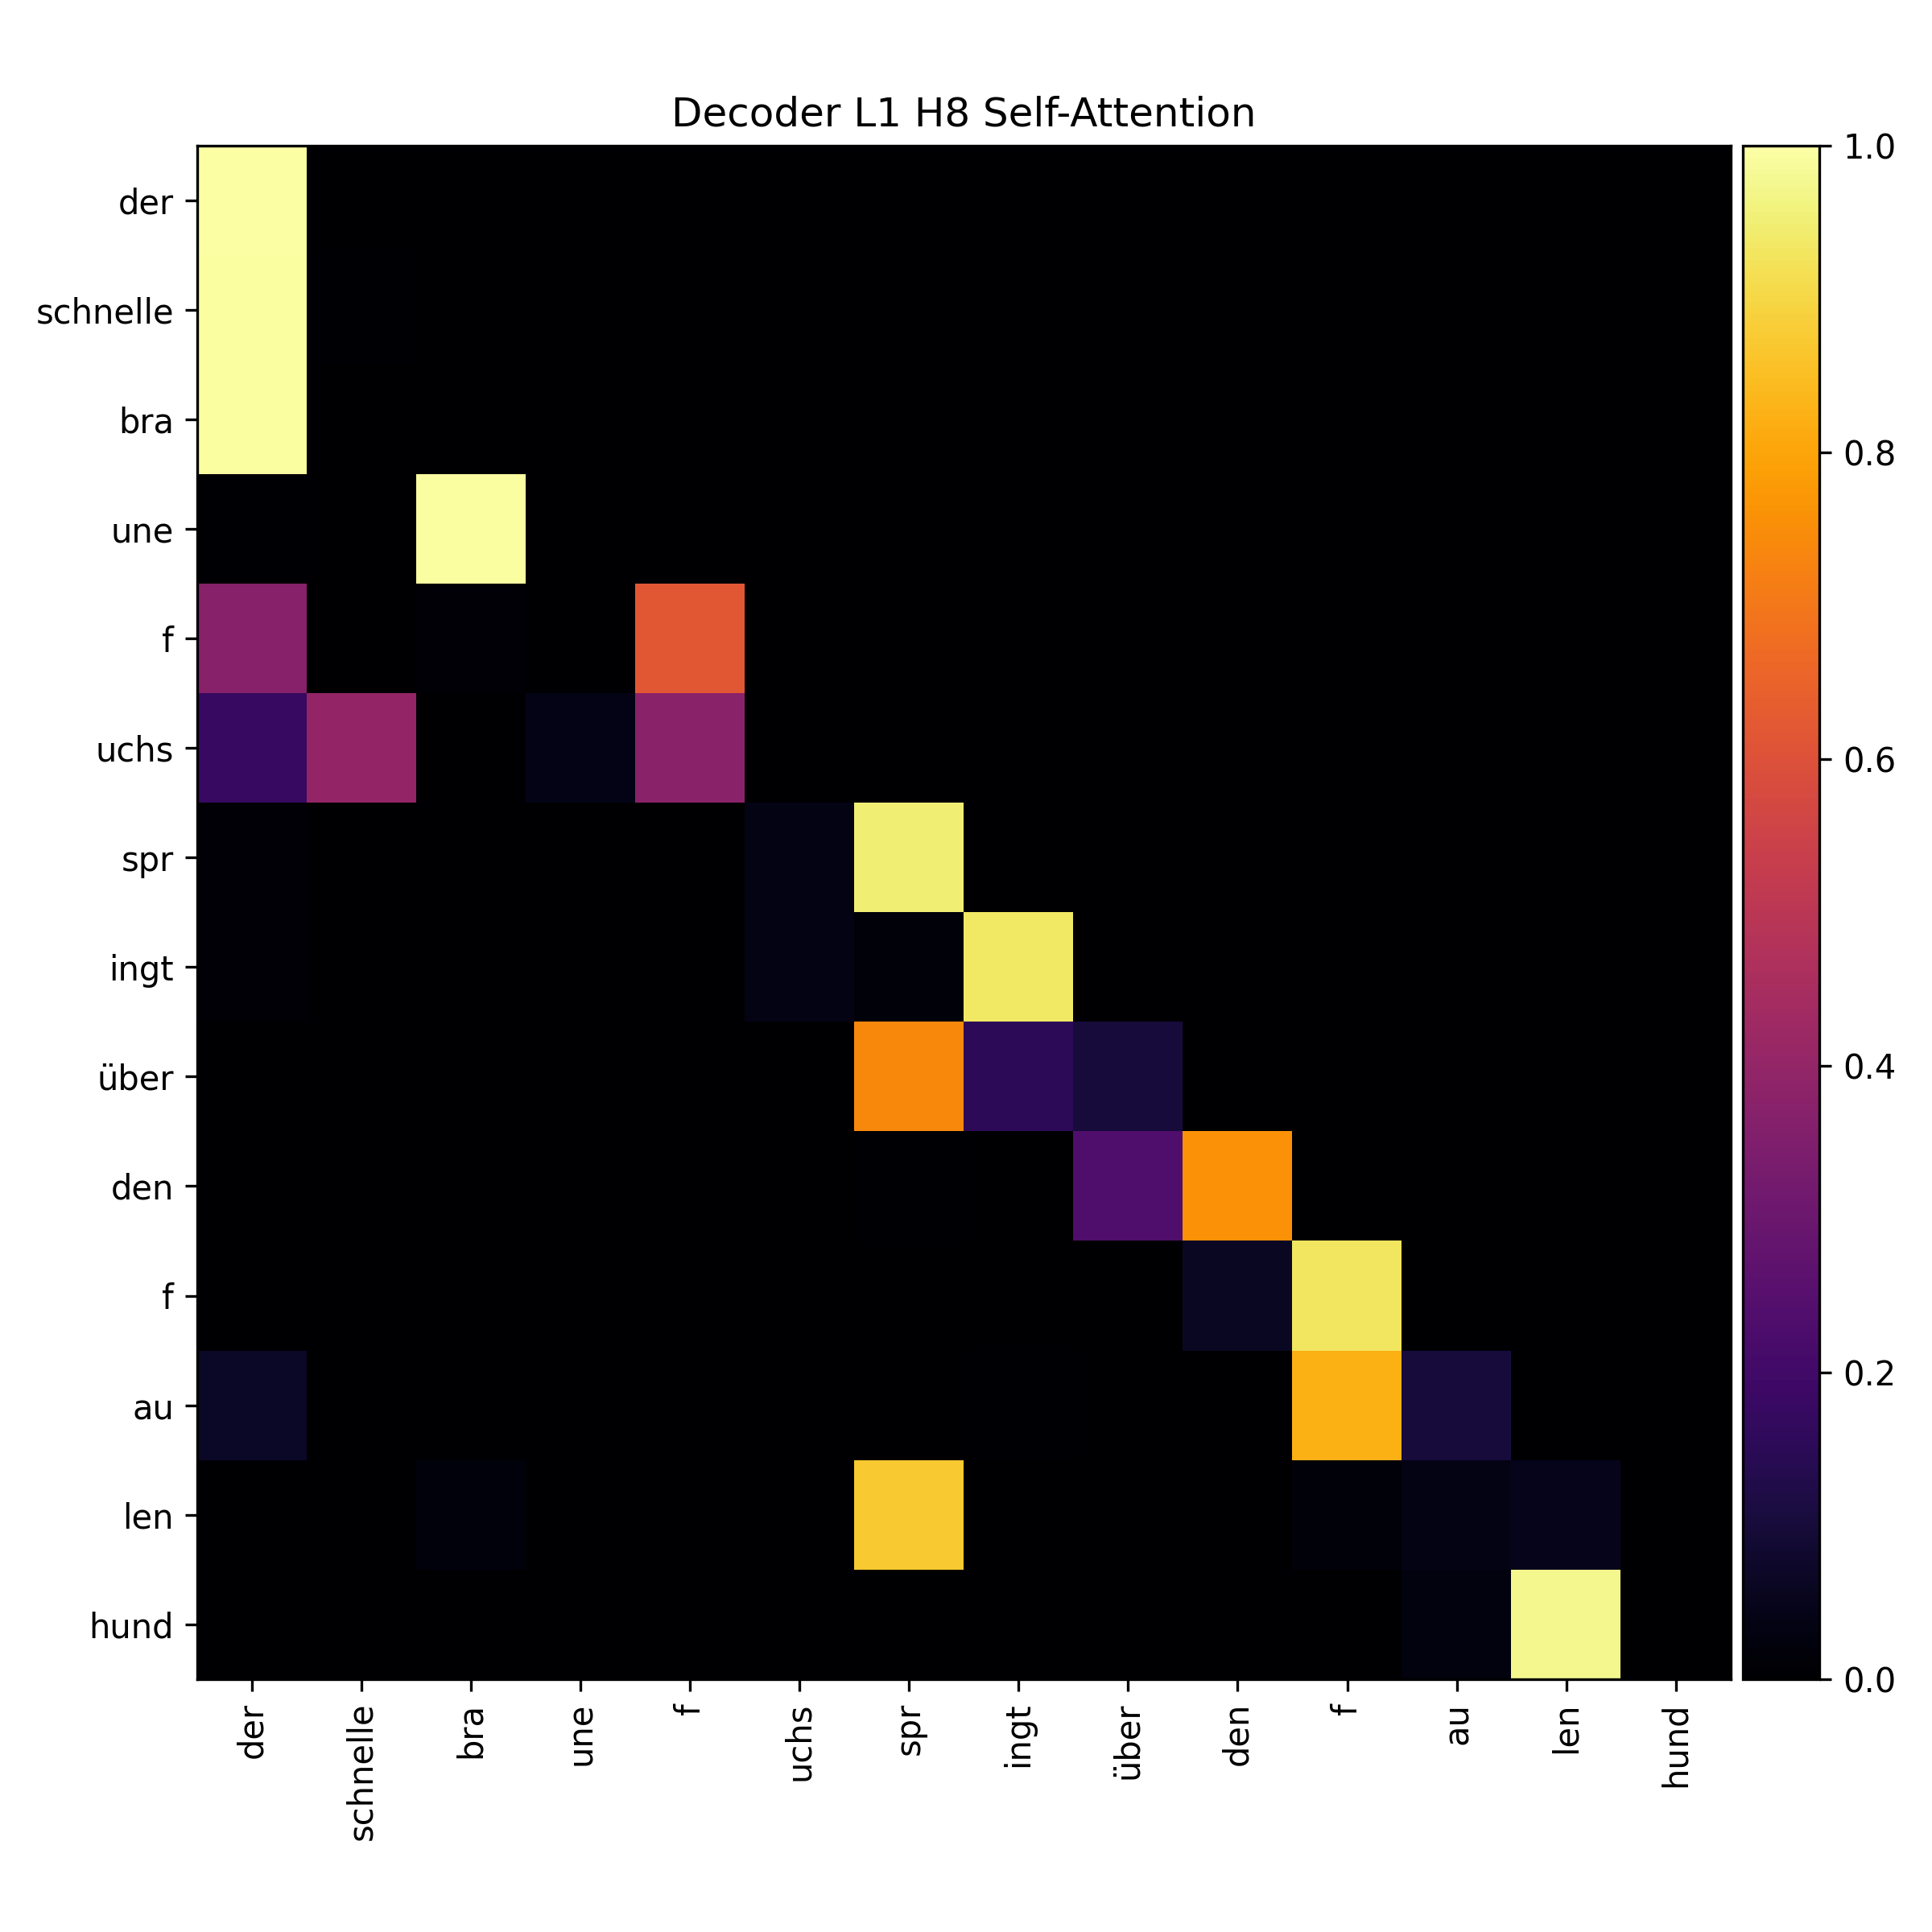 Decoder L1 H8 Self-Attention
der
schnelle
bra
une
f
uchs
spr
ingt
über
den
f
au
len
hund
der
schnelle
bra
une
f
uchs
spr
ingt
über
den
f
au
len
hund
1.0
0.8
0.6
0.4
0.2
0.0